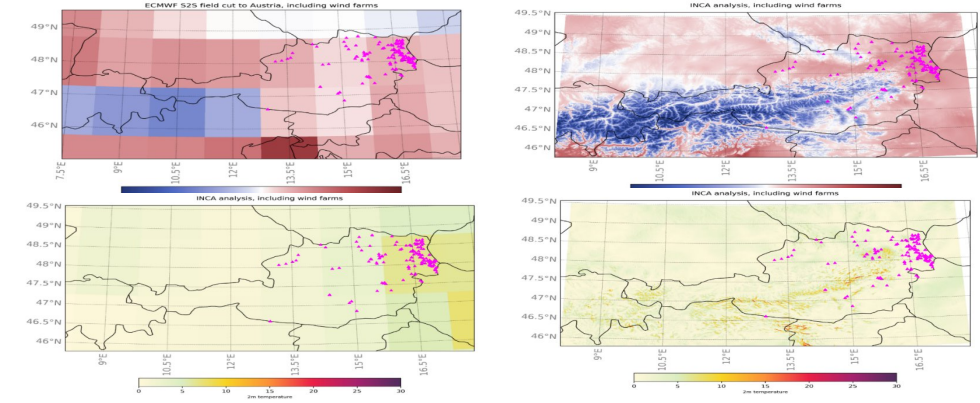 ECMWF S2S field cut to Austria, including wind farms
49°N
48°N
47°N
46°N
7.5°E
9°E
10.5°E
12°E
13.5°E
15°E
16.5°E
INCA analysis, including wind farms
49.5°N
49°N
48.5°N
48°N
47.5°N
47°N
46.5°N
46°N
9°E
10.5°E
12°E
13.5°E
15°E
16.5°E
INCA analysis, including wind farms
49.5°N
49°N
48.5°N
48°N
47.5°N
47°N
46.5°N
46°N
9°E
10.5°E
12°E
13.5°E
15°E
16.5°E
0 5 10 15 20 25 30
2m temperature
INCA analysis, including wind farms
49.5°N
49°N
48.5°N
48°N
47.5°N
47°N
46.5°N
46°N
9°E
10.5°E
12°E
13.5°E
15°E
16.5°E
0 5 10 15 20 25 30
2m temperature